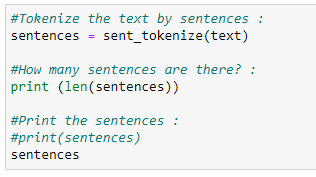 #Tokenize the text by sentences :
sentences = sent_tokenize(text)
#How many sentences are there? :
print (len(sentences))
#Print the sentences :
#print(sentences)
sentences